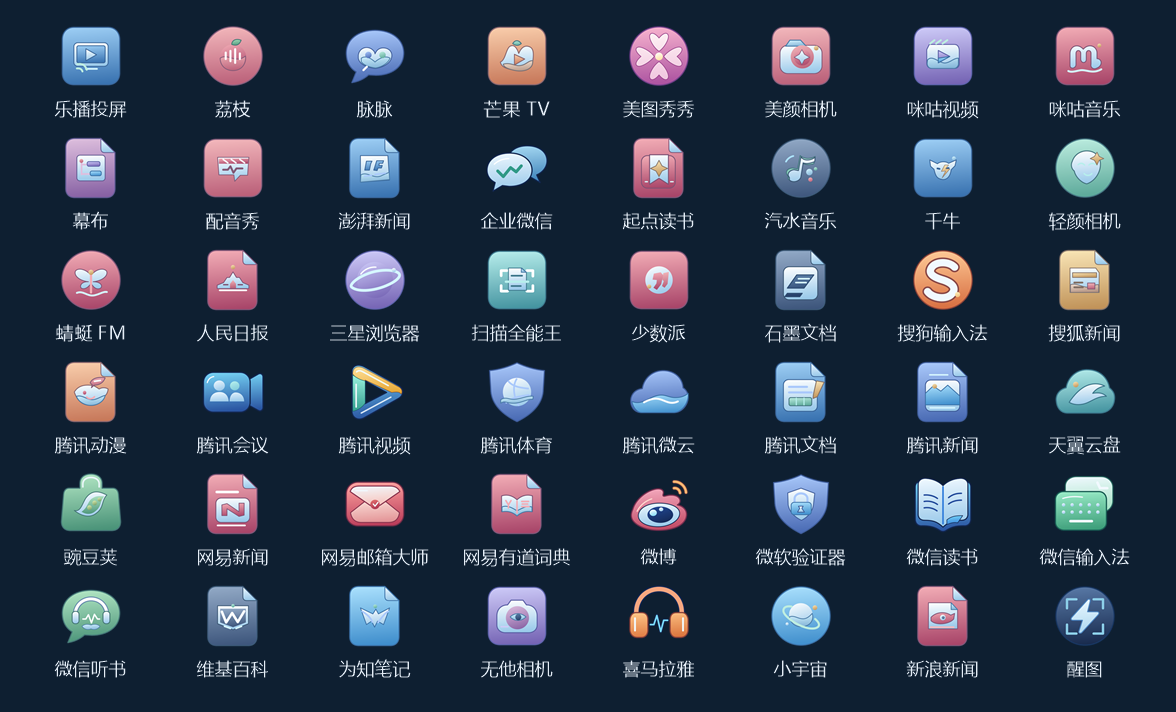 乐播投屏 荔枝 脉脉 芒果 TV 美图秀秀 美颜相机 咪咕视频 咪咕音乐
幕布 配音秀 澎湃新闻 企业微信 起点读书 汽水音乐 千牛 轻颜相机
蜻蜓 FM 人民日报 三星浏览器 扫描全能王 少数派 石墨文档 搜狗输入法 搜狐新闻
腾讯动漫 腾讯会议 腾讯视频 腾讯体育 腾讯微云 腾讯文档 腾讯新闻 天翼云盘
豌豆荚 网易新闻 网易邮箱大师 网易有道词典 微博 微软验证器 微信读书 微信输入法
微信听书 维基百科 为知笔记 无他相机 喜马拉雅 小宇宙 新浪新闻 醒图